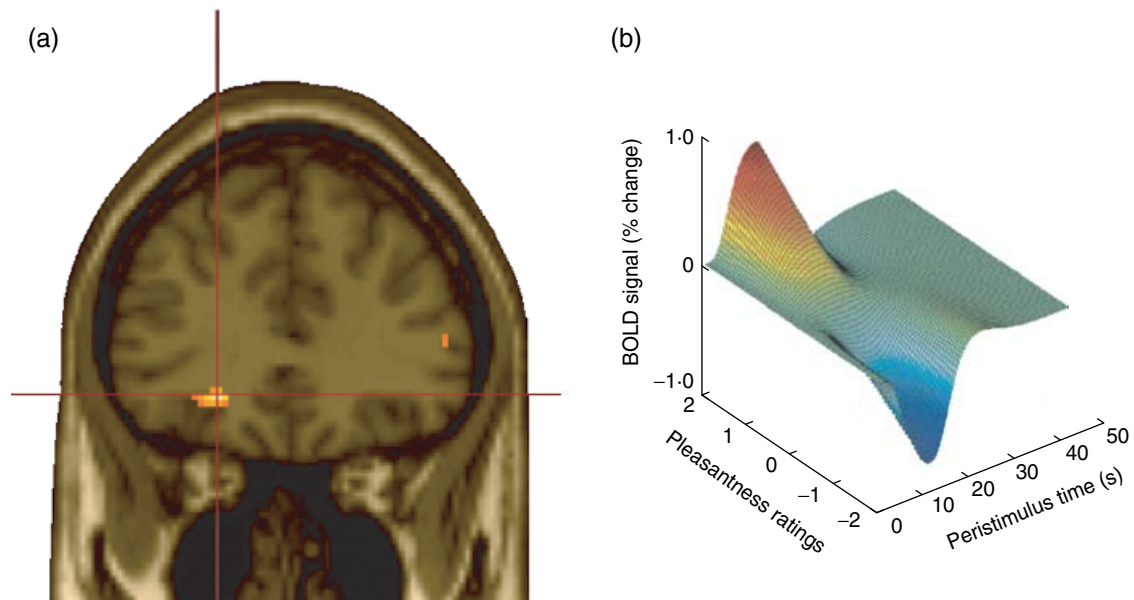 (a)
(b)
BOLD signal (% change)
1·0
0
−1·0
Pleasantness ratings
2
1
0
−1
−2
Peristimulus time (s)
0
10
20
30
40
50